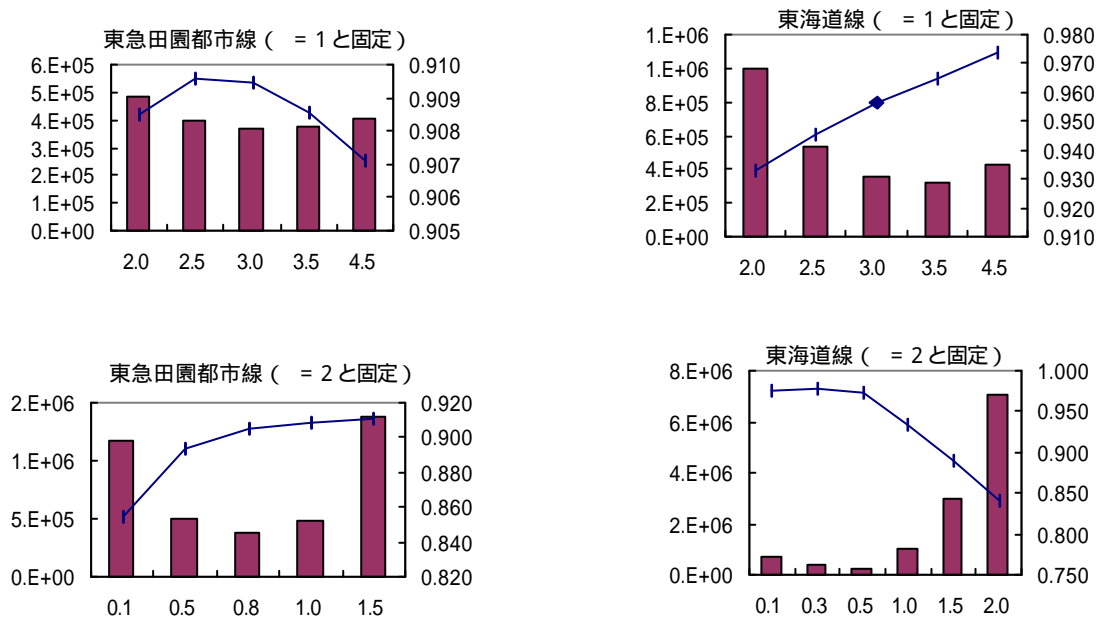 東急田園都市線 ( = 1 と固定)
6.E+05
5.E+05
4.E+05
3.E+05
2.E+05
1.E+05
0.E+00
0.910
0.909
0.908
0.907
0.906
0.905
2.0 2.5 3.0 3.5 4.5
東海道線 ( = 1 と固定)
1.E+06
1.E+06
8.E+05
6.E+05
4.E+05
2.E+05
0.E+00
0.980
0.970
0.960
0.950
0.940
0.930
0.920
0.910
2.0 2.5 3.0 3.5 4.5
東急田園都市線 ( = 2 と固定)
2.E+06
1.E+06
5.E+05
0.E+00
0.920
0.900
0.880
0.860
0.840
0.820
0.1 0.5 0.8 1.0 1.5
東海道線 ( = 2 と固定)
8.E+06
6.E+06
4.E+06
2.E+06
0.E+00
1.000
0.950
0.900
0.850
0.800
0.750
0.1 0.3 0.5 1.0 1.5 2.0